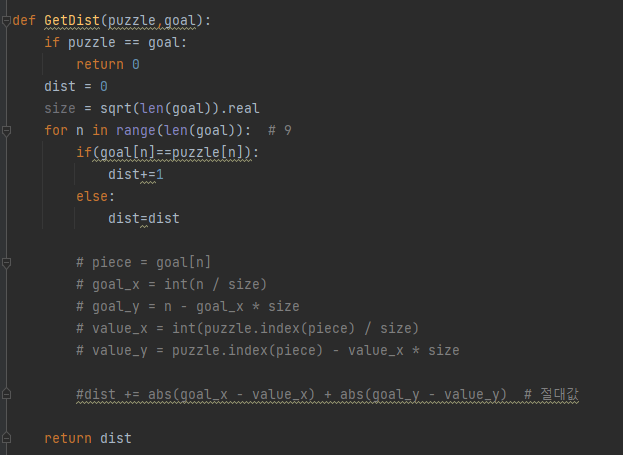 def GetDist(puzzle,goal):
    if puzzle == goal:
        return 0
    dist = 0
    size = sqrt(len(goal)).real
    for n in range(len(goal)):  # 9
        if(goal[n]==puzzle[n]):
            dist+=1
        else:
            dist=dist
        # piece = goal[n]
        # goal_x = int(n / size)
        # goal_y = n - goal_x * size
        # value_x = int(puzzle.index(piece) / size)
        # value_y = puzzle.index(piece) - value_x * size
        #dist += abs(goal_x - value_x) + abs(goal_y - value_y)  # 절대값
    return dist